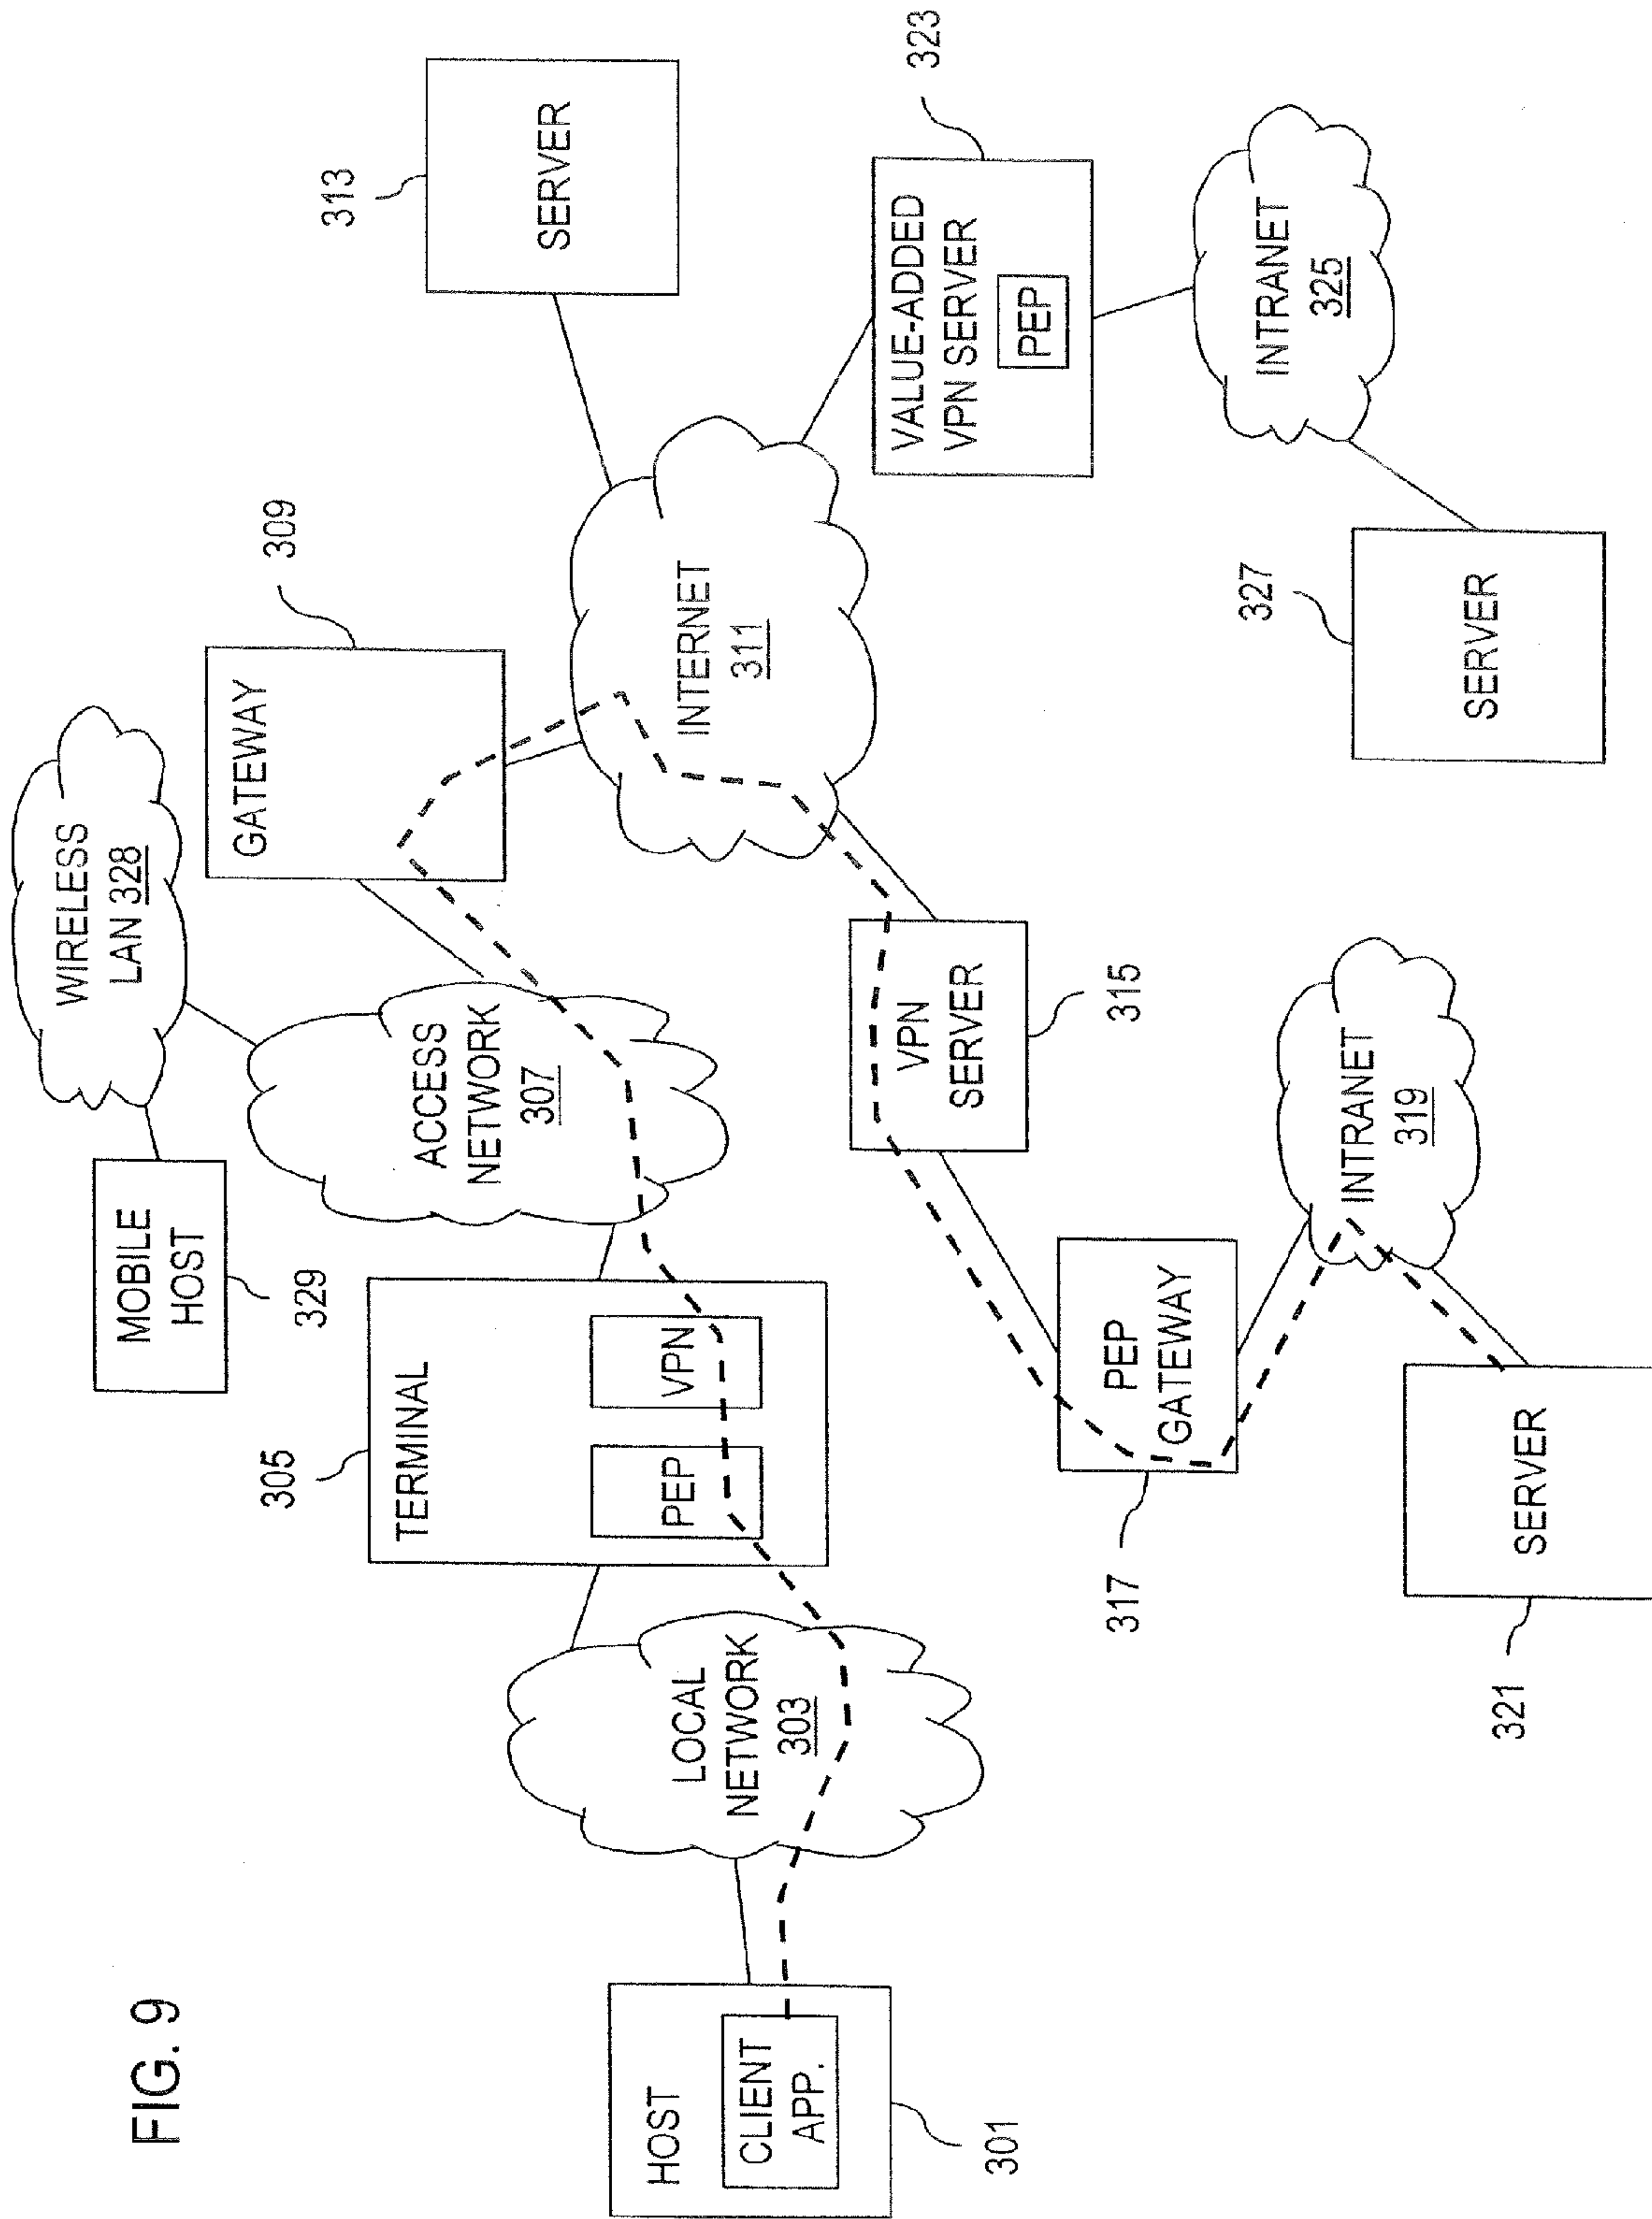 FIG. 9
MOBILE
HOST
329
WIRELESS
LAN 328
309
GATEWAY
313
SERVER
305
TERMINAL
PEP
VPN
ACCESS
NETWORK
307
INTERNET
311
323
VALUE-ADDED
VPN SERVER
PEP
HOST
CLIENT
APP.
301
LOCAL
NETWORK
303
VPN
SERVER
315
317
PEP
GATEWAY
INTRANET
319
INTRANET
325
327
SERVER
321
SERVER